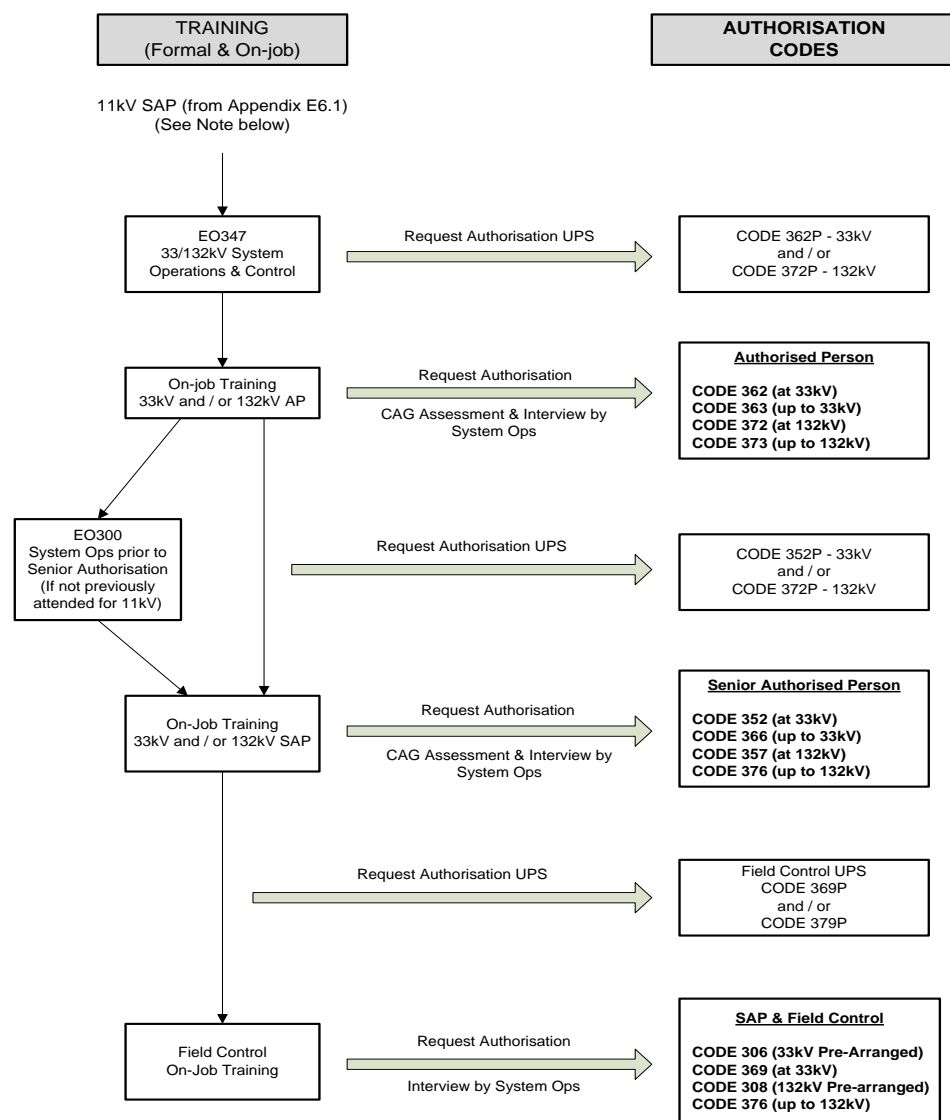 TRAINING
(Formal & On-job)
AUTHORISATION
CODES
11kV SAP (from Appendix E6.1)
(See Note below)
EO347
33/132kV System
Operations & Control
Request Authorisation UPS
CODE 362P - 33kV
and / or
CODE 372P - 132kV
On-job Training
33kV and / or 132kV AP
Request Authorisation
CAG Assessment & Interview by
System Ops
Authorised Person
CODE 362 (at 33kV)
CODE 363 (up to 33kV)
CODE 372 (at 132kV)
CODE 373 (up to 132kV)
EO300
System Ops prior to
Senior Authorisation
(If not previously
attended for 11kV)
Request Authorisation UPS
CODE 352P - 33kV
and / or
CODE 372P - 132kV
On-Job Training
33kV and / or 132kV SAP
Request Authorisation
CAG Assessment & Interview by
System Ops
Senior Authorised Person
CODE 352 (at 33kV)
CODE 366 (up to 33kV)
CODE 357 (at 132kV)
CODE 376 (up to 132kV)
Request Authorisation UPS
Field Control UPS
CODE 369P
and / or
CODE 379P
Field Control
On-Job Training
Request Authorisation
Interview by System Ops
SAP & Field Control
CODE 306 (33kV Pre-Arranged)
CODE 369 (at 33kV)
CODE 308 (132kV Pre-arranged)
CODE 376 (up to 132kV)